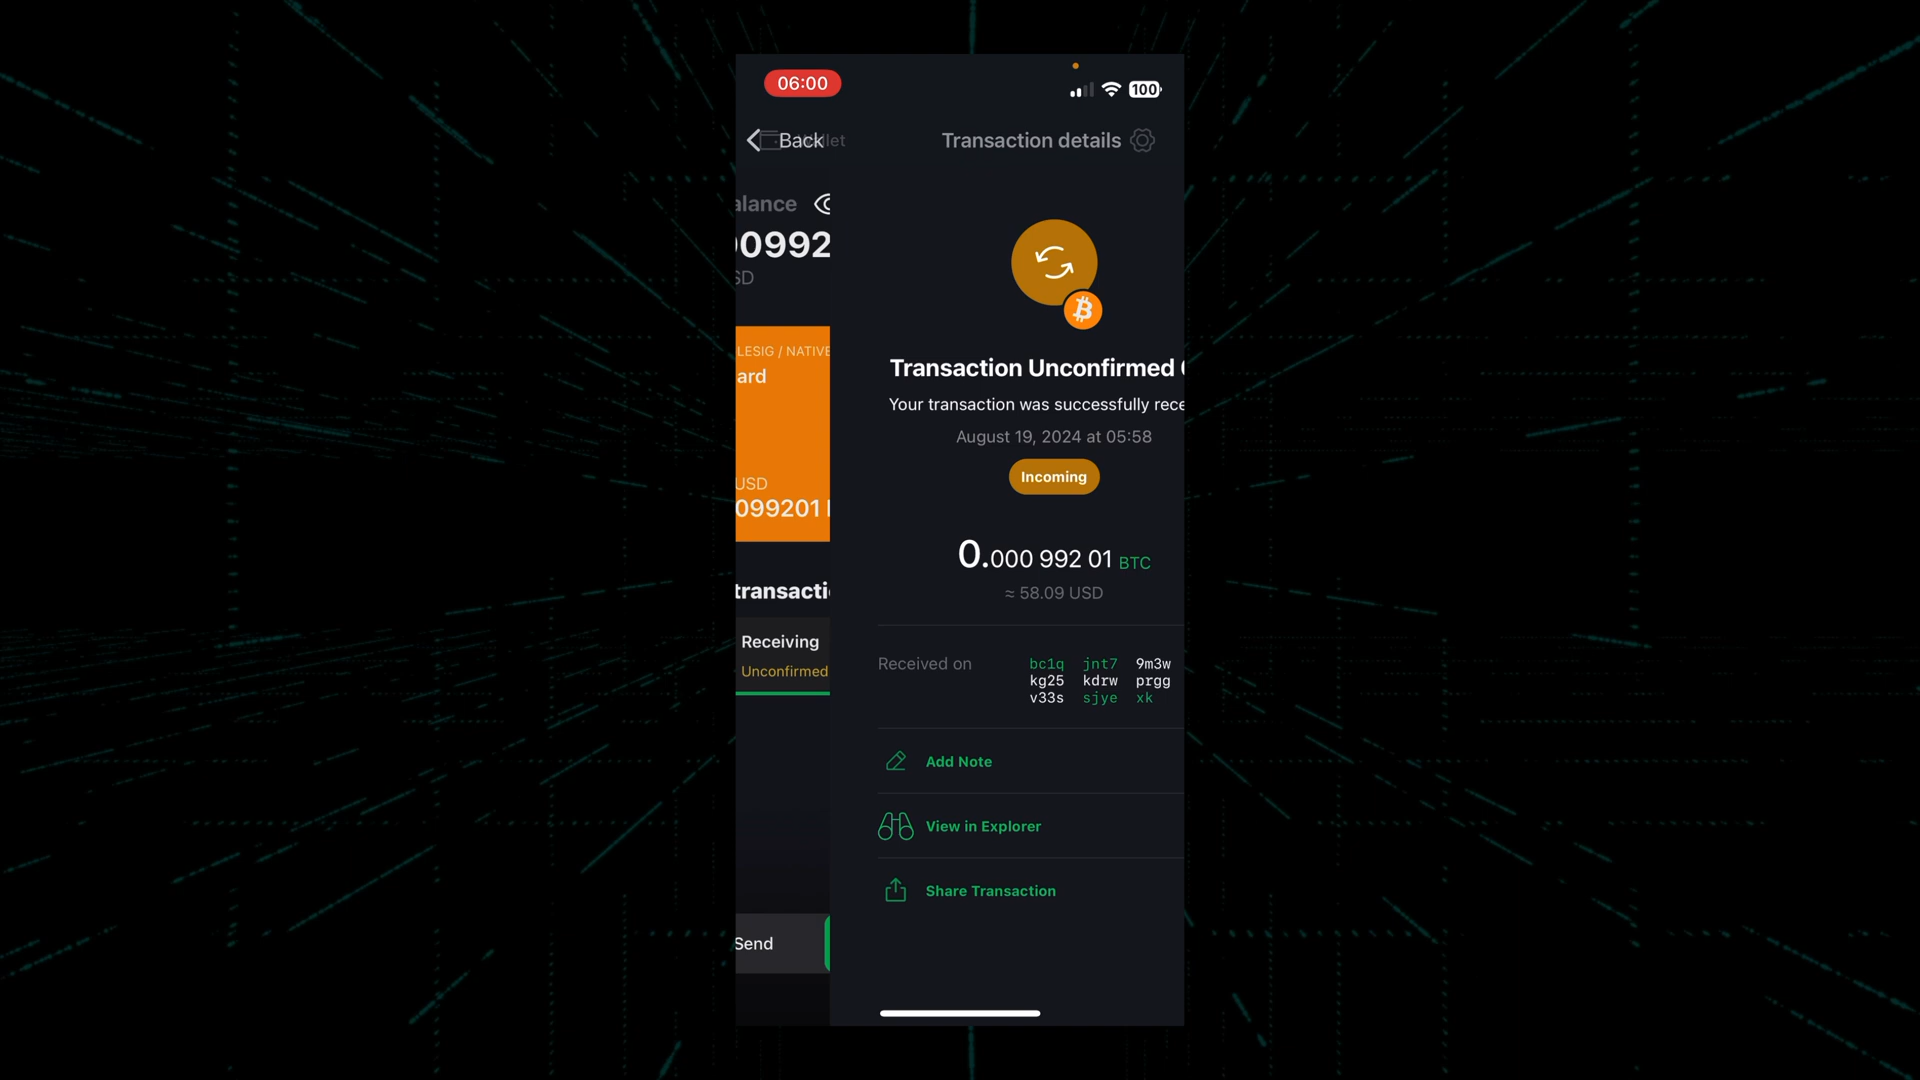 06:00
100
Back
Transaction details
alance
00992
SD
LESIG / NATIVE
ard
USD
099201
transacti
Receiving
Unconfirmed
Send
Transaction Unconfirmed
Your transaction was successfully rece
August 19, 2024 at 05:58
Incoming
0.000 992 01 BTC
≈ 58.09 USD
Received on
bc1q jnt7 9m3w
kg25 kdrw prgg
v33s sjye xk
Add Note
View in Explorer
Share Transaction